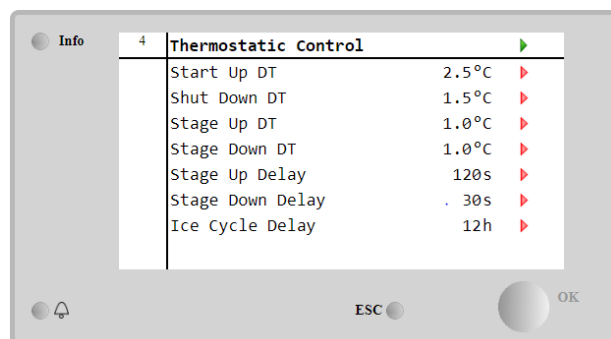 Info
4 Thermostatic Control
Start Up DT 2.5°C
Shut Down DT 1.5°C
Stage Up DT 1.0°C
Stage Down DT 1.0°C
Stage Up Delay 120s
Stage Down Delay . 30s
Ice Cycle Delay 12h
ESC
OK